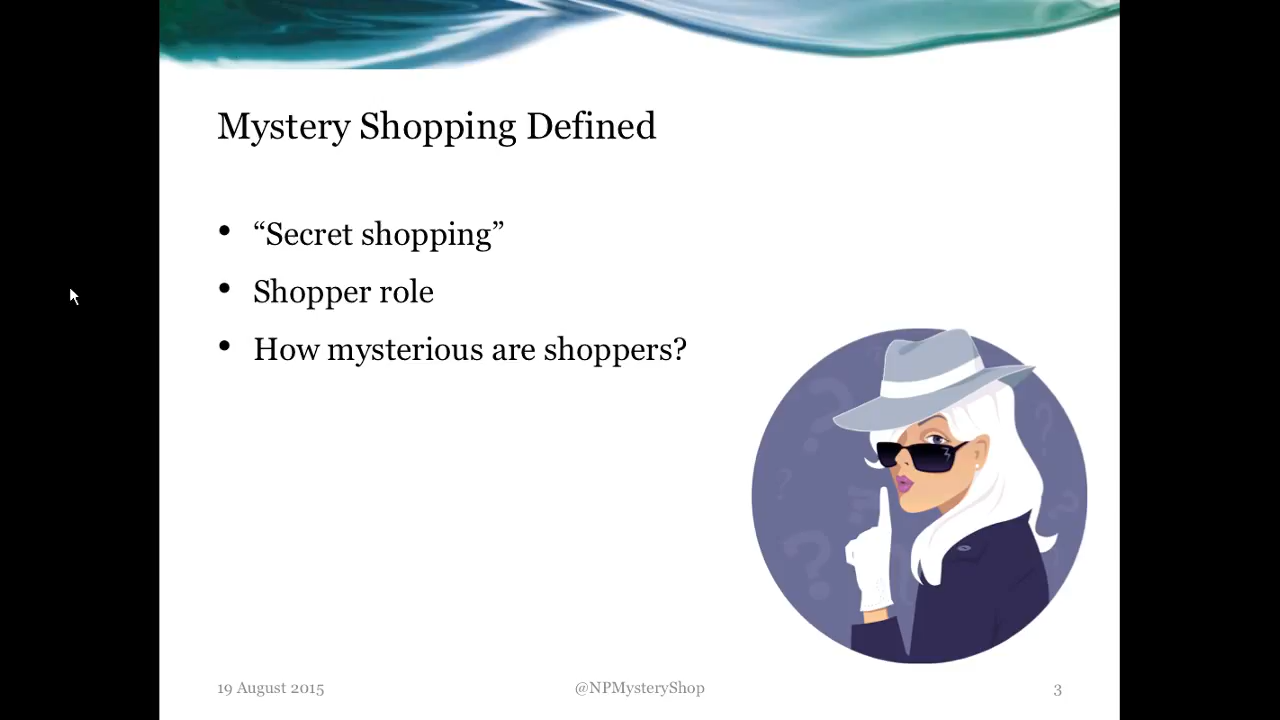 Mystery Shopping Defined
• “Secret shopping”
• Shopper role
• How mysterious are shoppers?
19 August 2015
@NPMysteryShop
3